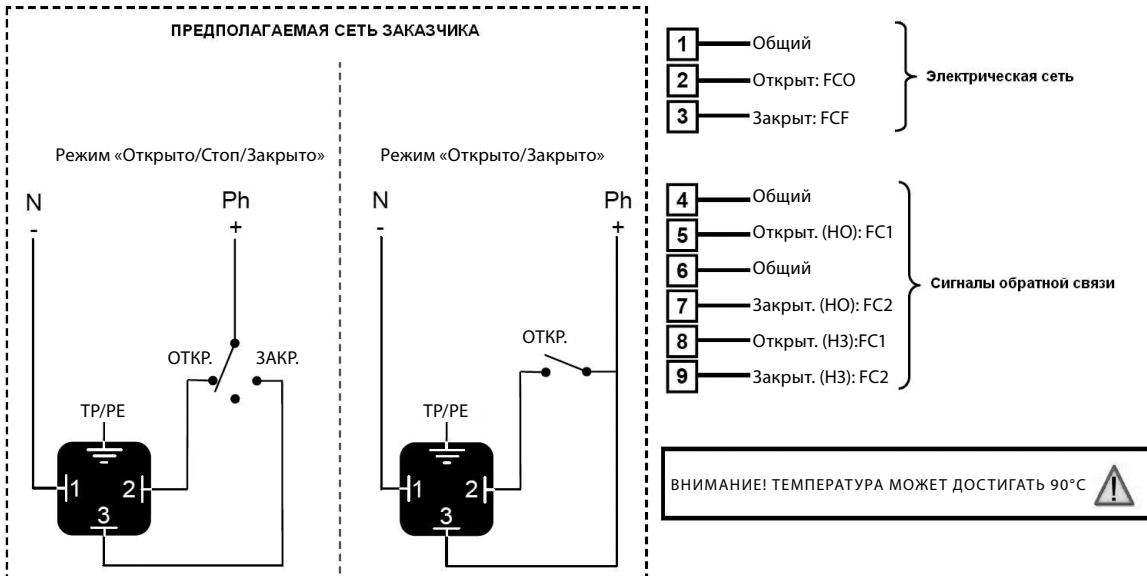 ПРЕДПОЛАГАЕМАЯ СЕТЬ ЗАКАЗЧИКА
Режим «Открыто/Стоп/Закрыто»
N
-
Ph
+
ОТКР.
ЗАКР.
TP/PE
1
2
3
Режим «Открыто/Закрыто»
N
-
Ph
+
ОТКР.
TP/PE
1
2
3
1 Общий
2 Открыт: FCO
3 Закрыт: FCF
Электрическая сеть
4 Общий
5 Открыт. (НО): FC1
6 Общий
7 Закрыт. (НО): FC2
8 Открыт. (НЗ):FC1
9 Закрыт. (НЗ): FC2
Сигналы обратной связи
ВНИМАНИЕ! ТЕМПЕРАТУРА МОЖЕТ ДОСТИГАТЬ 90°C